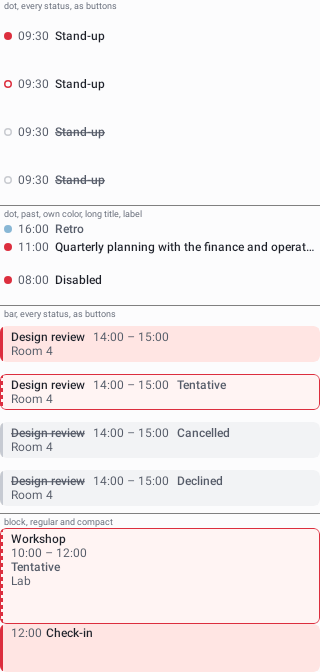 dot, every status, as buttons
09:30 Stand-up
09:30 Stand-up
09:30 Stand-up
09:30 Stand-up
dot, past, own color, long title, label
16:00 Retro
11:00 Quarterly planning with the finance and operat…
08:00 Disabled
bar, every status, as buttons
Design review 14:00 – 15:00
Room 4
Design review 14:00 – 15:00 Tentative
Room 4
Design review 14:00 – 15:00 Cancelled
Room 4
Design review 14:00 – 15:00 Declined
Room 4
block, regular and compact
Workshop
10:00 – 12:00
Tentative
Lab
12:00 Check-in